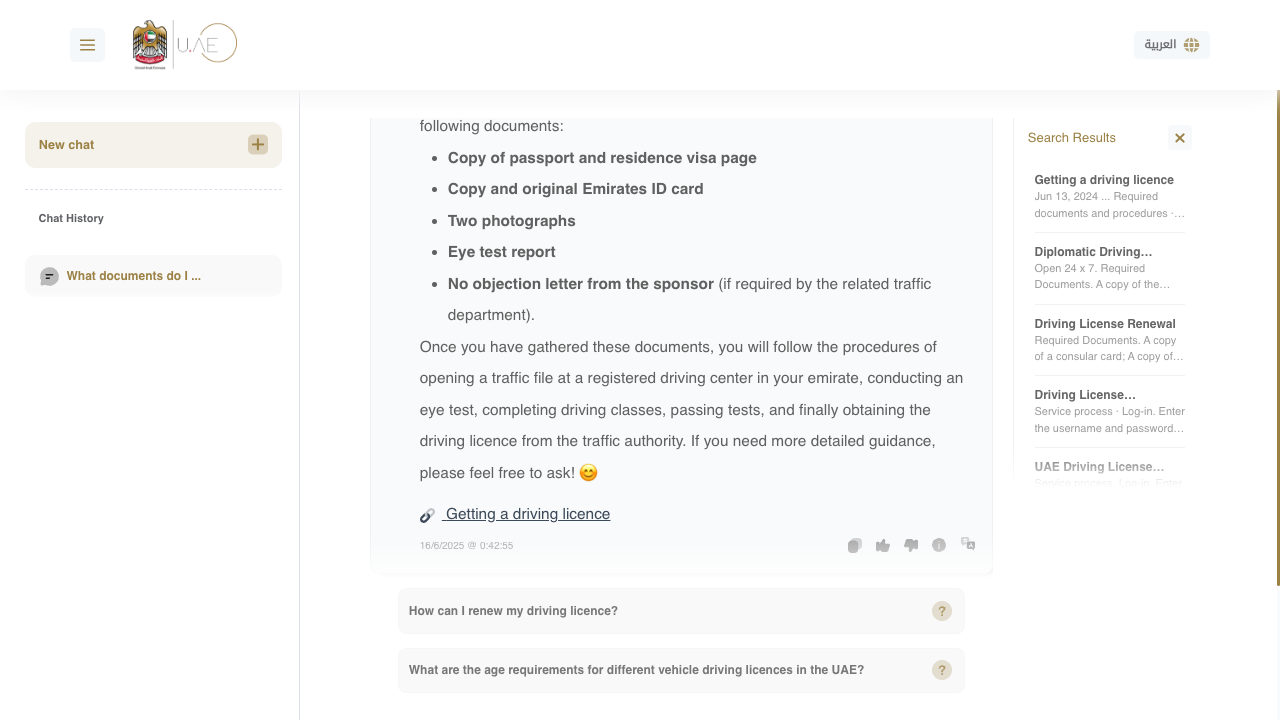 U.AE
العربية
New chat
Chat History
What documents do I ...
following documents:
Copy of passport and residence visa page
Copy and original Emirates ID card
Two photographs
Eye test report
No objection letter from the sponsor (if required by the related traffic
department).
Once you have gathered these documents, you will follow the procedures of
opening a traffic file at a registered driving center in your emirate, conducting an
eye test, completing driving classes, passing tests, and finally obtaining the
driving licence from the traffic authority. If you need more detailed guidance,
please feel free to ask! 😊
Getting a driving licence
16/6/2025 @ 0:42:55
How can I renew my driving licence?
?
What are the age requirements for different vehicle driving licences in the UAE?
?
Search Results
Getting a driving licence
Jun 13, 2024 ... Required
documents and procedures ·...
Diplomatic Driving...
Open 24 x 7. Required
Documents. A copy of the...
Driving License Renewal
Required Documents. A copy
of a consular card; A copy of...
Driving License...
Service process · Log-in. Enter
the username and password...
UAE Driving License...
Service process. Log-in. Enter